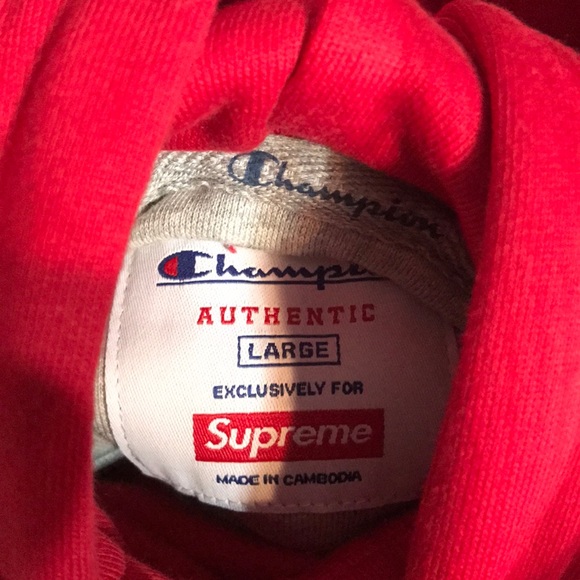 Champion
Champion
AUTHENTIC
LARGE
EXCLUSIVELY FOR
Supreme
MADE IN CAMBODIA